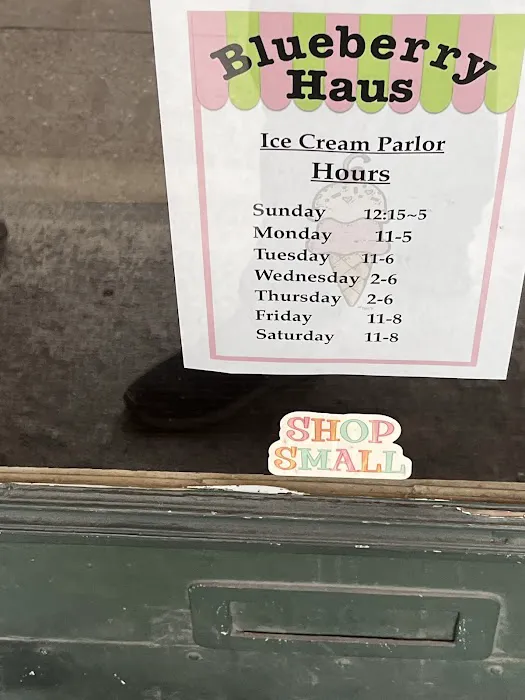 Blueberry
Haus
Ice Cream Parlor
Hours
Sunday 12:15~5
Monday 11-5
Tuesday 11-6
Wednesday 2-6
Thursday 2-6
Friday 11-8
Saturday 11-8
SHOP
SMALL